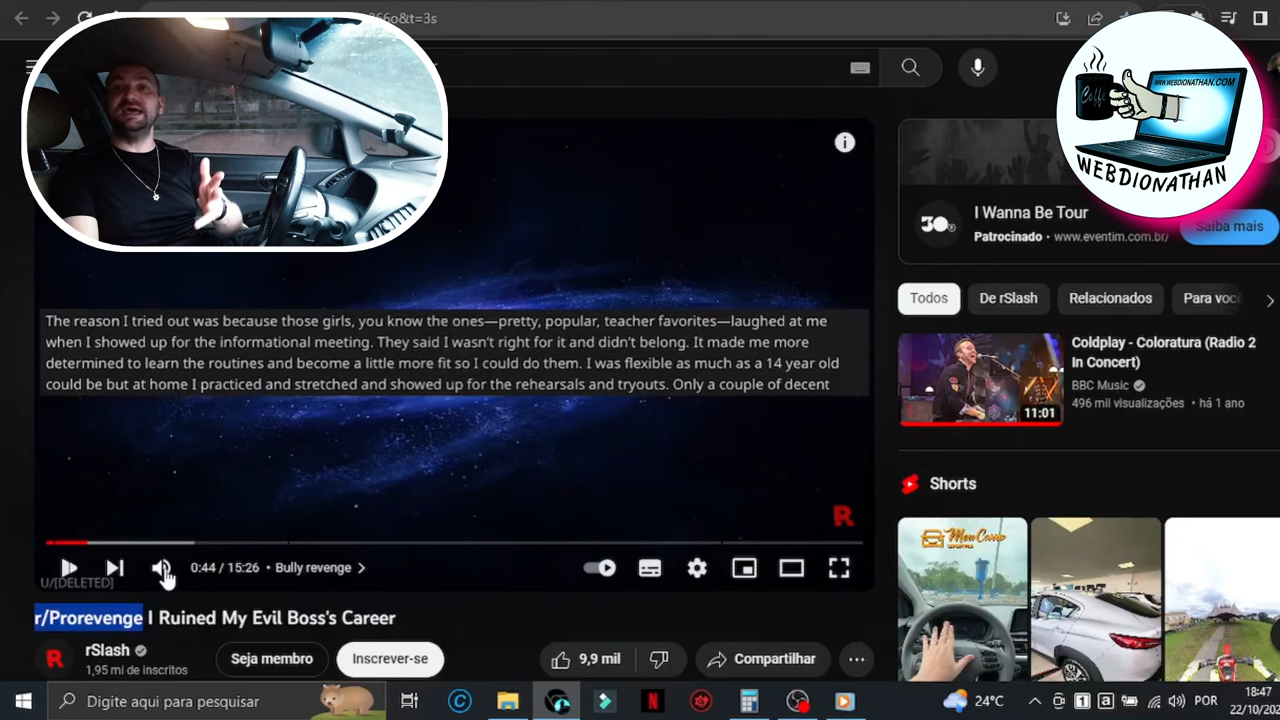 366o&t=3s
WWW.WEBDIONATHAN.COM
Coffe
WEBDIONATHAN
The reason I tried out was because those girls, you know the ones—pretty, popular, teacher favorites—laughed at me
when I showed up for the informational meeting. They said I wasn't right for it and didn't belong. It made me more
determined to learn the routines and become a little more fit so I could do them. I was flexible as much as a 14 year old
could be but at home I practiced and stretched and showed up for the rehearsals and tryouts. Only a couple of decent
R
0:44 / 15:26 • Bully revenge
U/[DELETED]
r/Prorevenge I Ruined My Evil Boss's Career
R
rSlash
1,95 mi de inscritos
Seja membro
Inscrever-se
9,9 mil
Compartilhar
30
I Wanna Be Tour
Patrocinado • www.eventim.com.br/
Saiba mais
Todos
De rSlash
Relacionados
Para você
11:01
Coldplay - Coloratura (Radio 2
In Concert)
BBC Music
496 mil visualizações • há 1 ano
Shorts
Digite aqui para pesquisar
24°C
POR
18:47
22/10/202